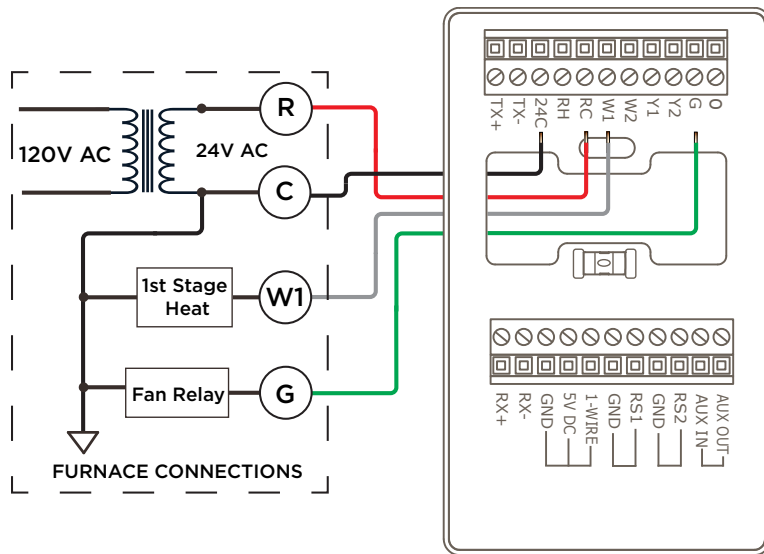 120V AC
24V AC
R
C
1st Stage
Heat
W1
Fan Relay
G
FURNACE CONNECTIONS
TX+
TX-
24C
RH
RC
W1
W2
Y1
Y2
G
O
RX+
RX-
GND
5V DC
1-WIRE
GND
RS1
GND
RS2
AUX IN
AUX OUT